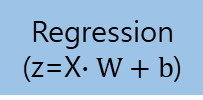 Regression
(z=X· W + b)